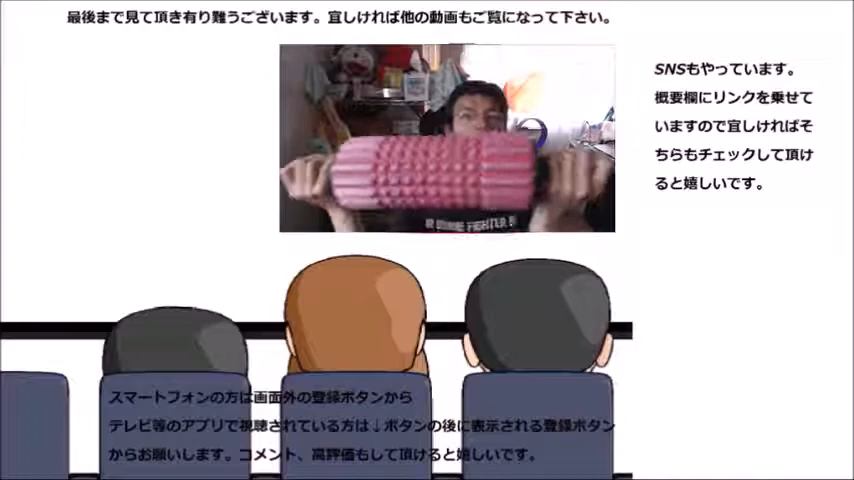 最後まで見て頂き有り難うございます。宜しければ他の動画もご覧になって下さい。
SNSもやっています。
概要欄にリンクを乗せて
いますので宜しければそ
ちらもチェックして頂け
ると嬉しいです。
FIGHTER
スマートフォンの方は画面外の登録ボタンから
テレビ等のアプリで視聴されている方は↓ボタンの後に表示される登録ボタン
からお願いします。コメント、高評価もして頂けると嬉しいです。